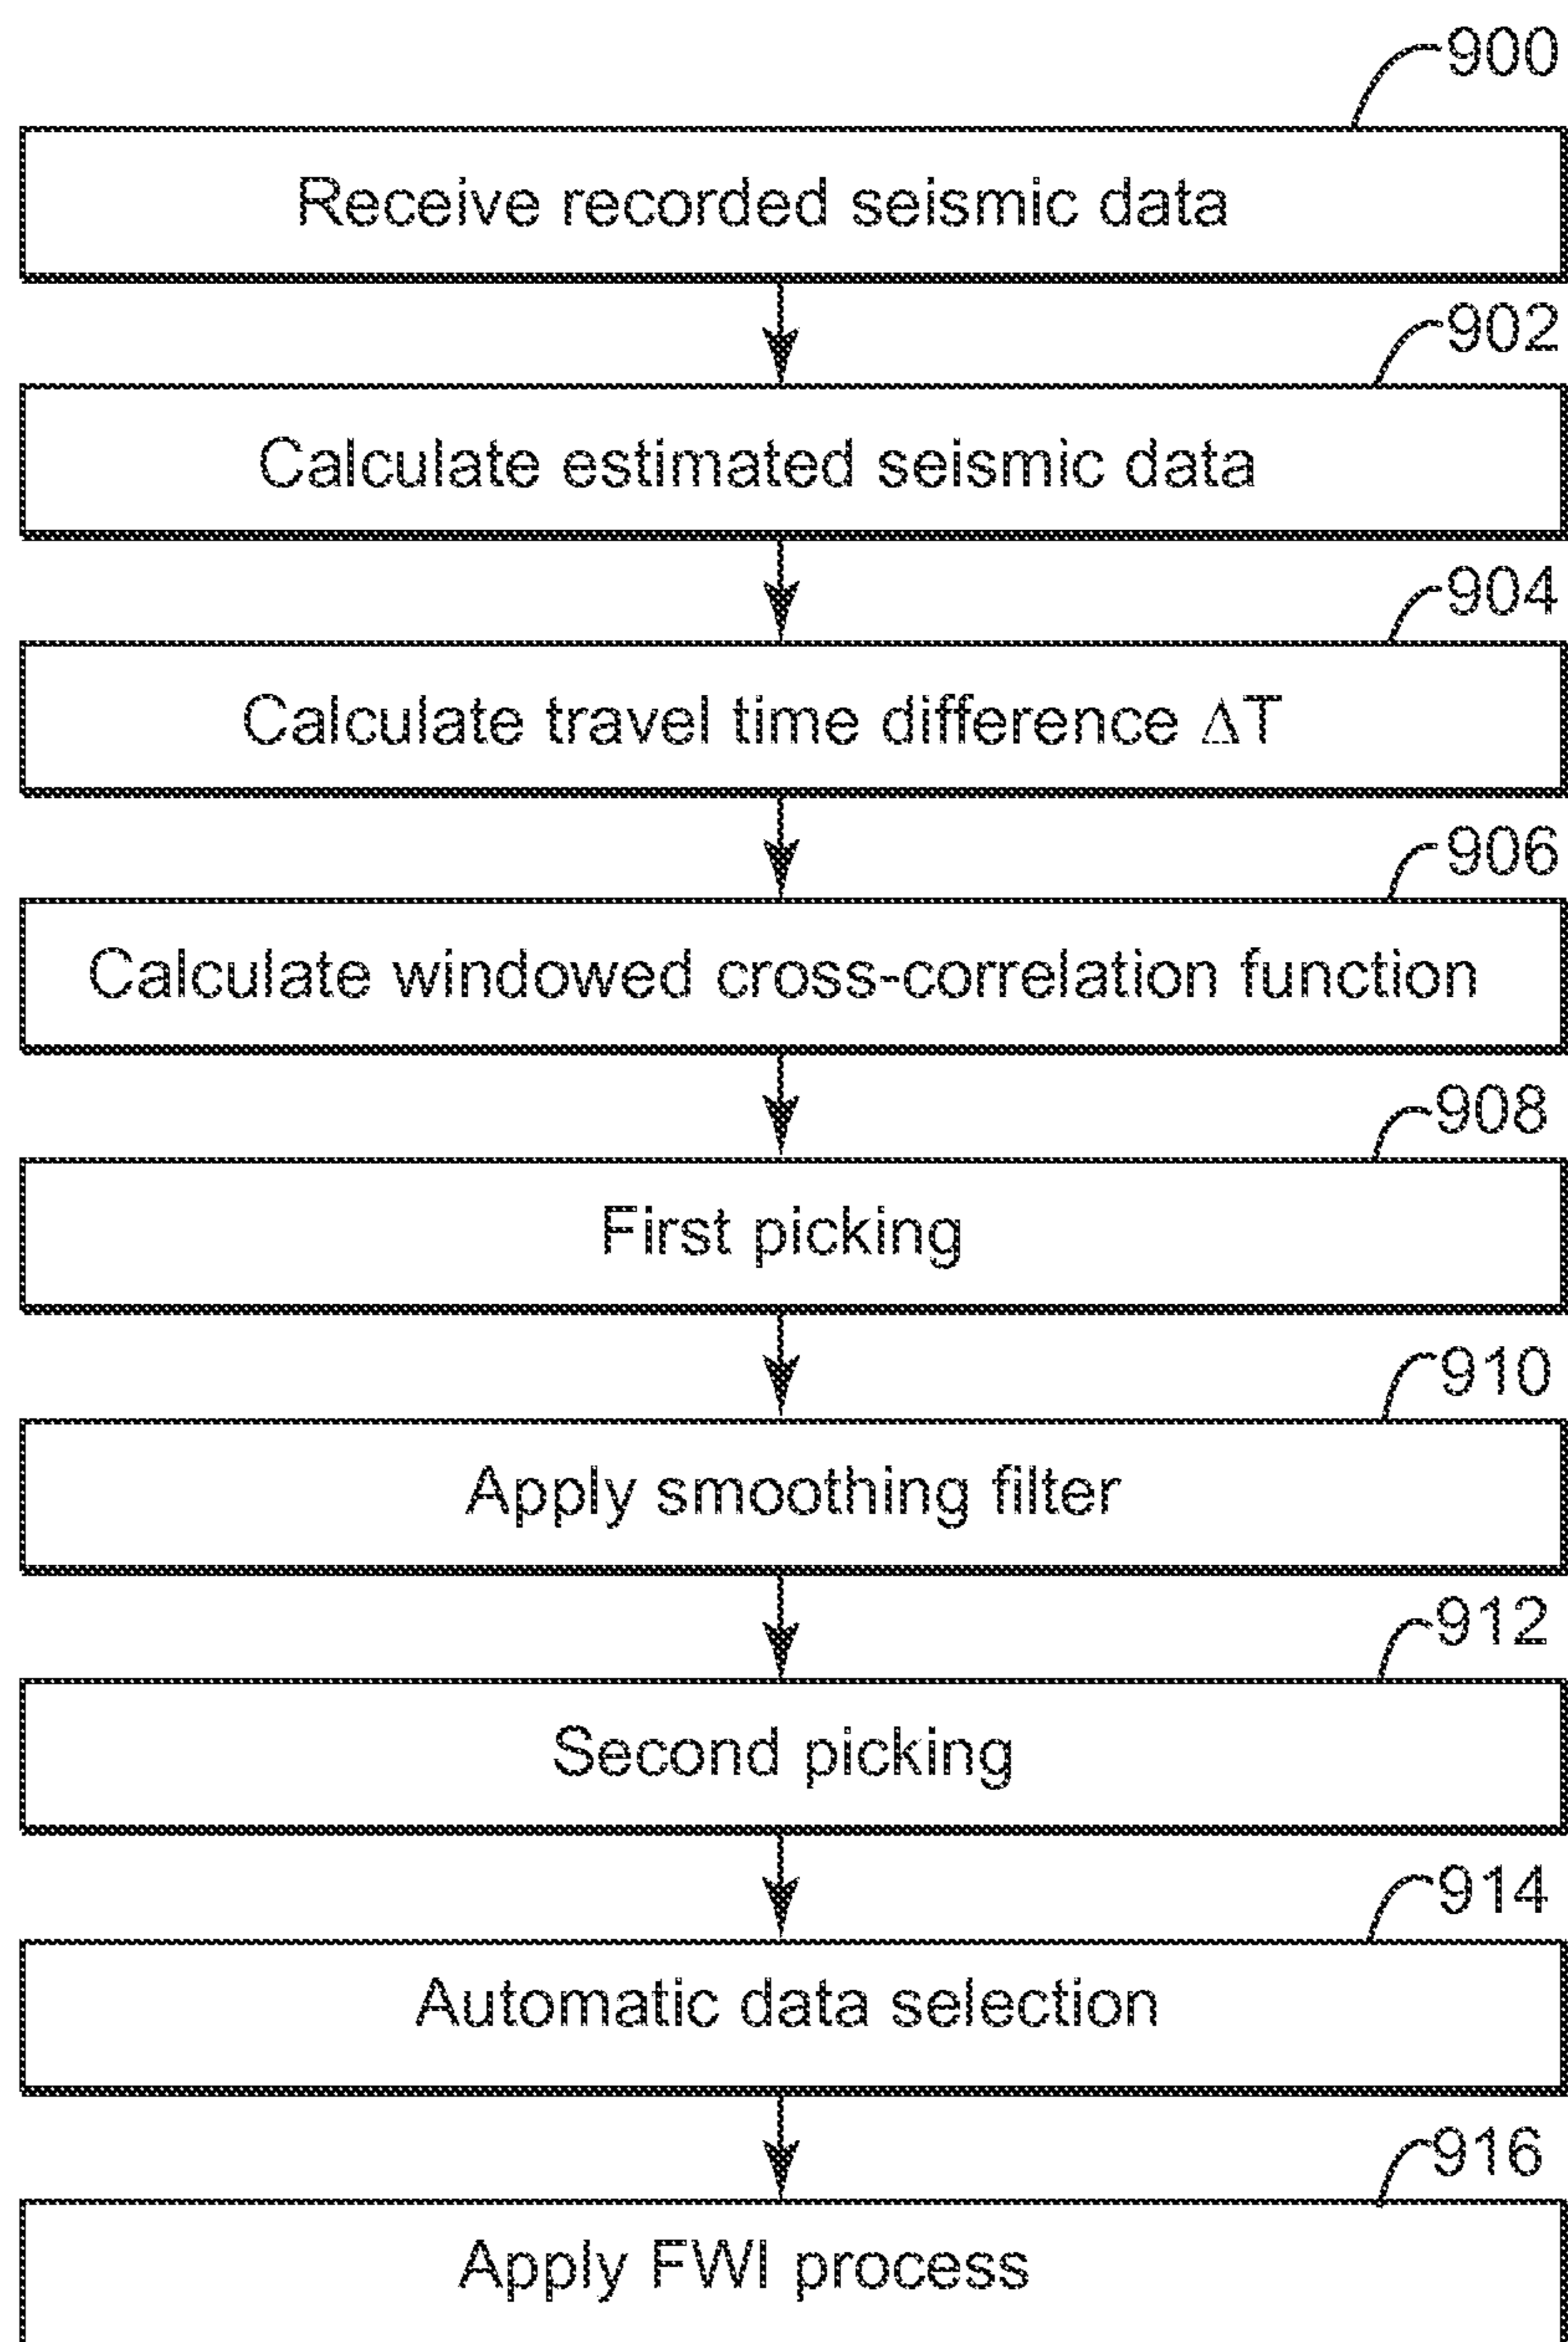 900
Receive recorded seismic data
902
Calculate estimated seismic data
904
Calculate travel time difference ΔT
906
Calculate windowed cross-correlation function
908
First picking
910
Apply smoothing filter
912
Second picking
914
Automatic data selection
916
Apply FWI process